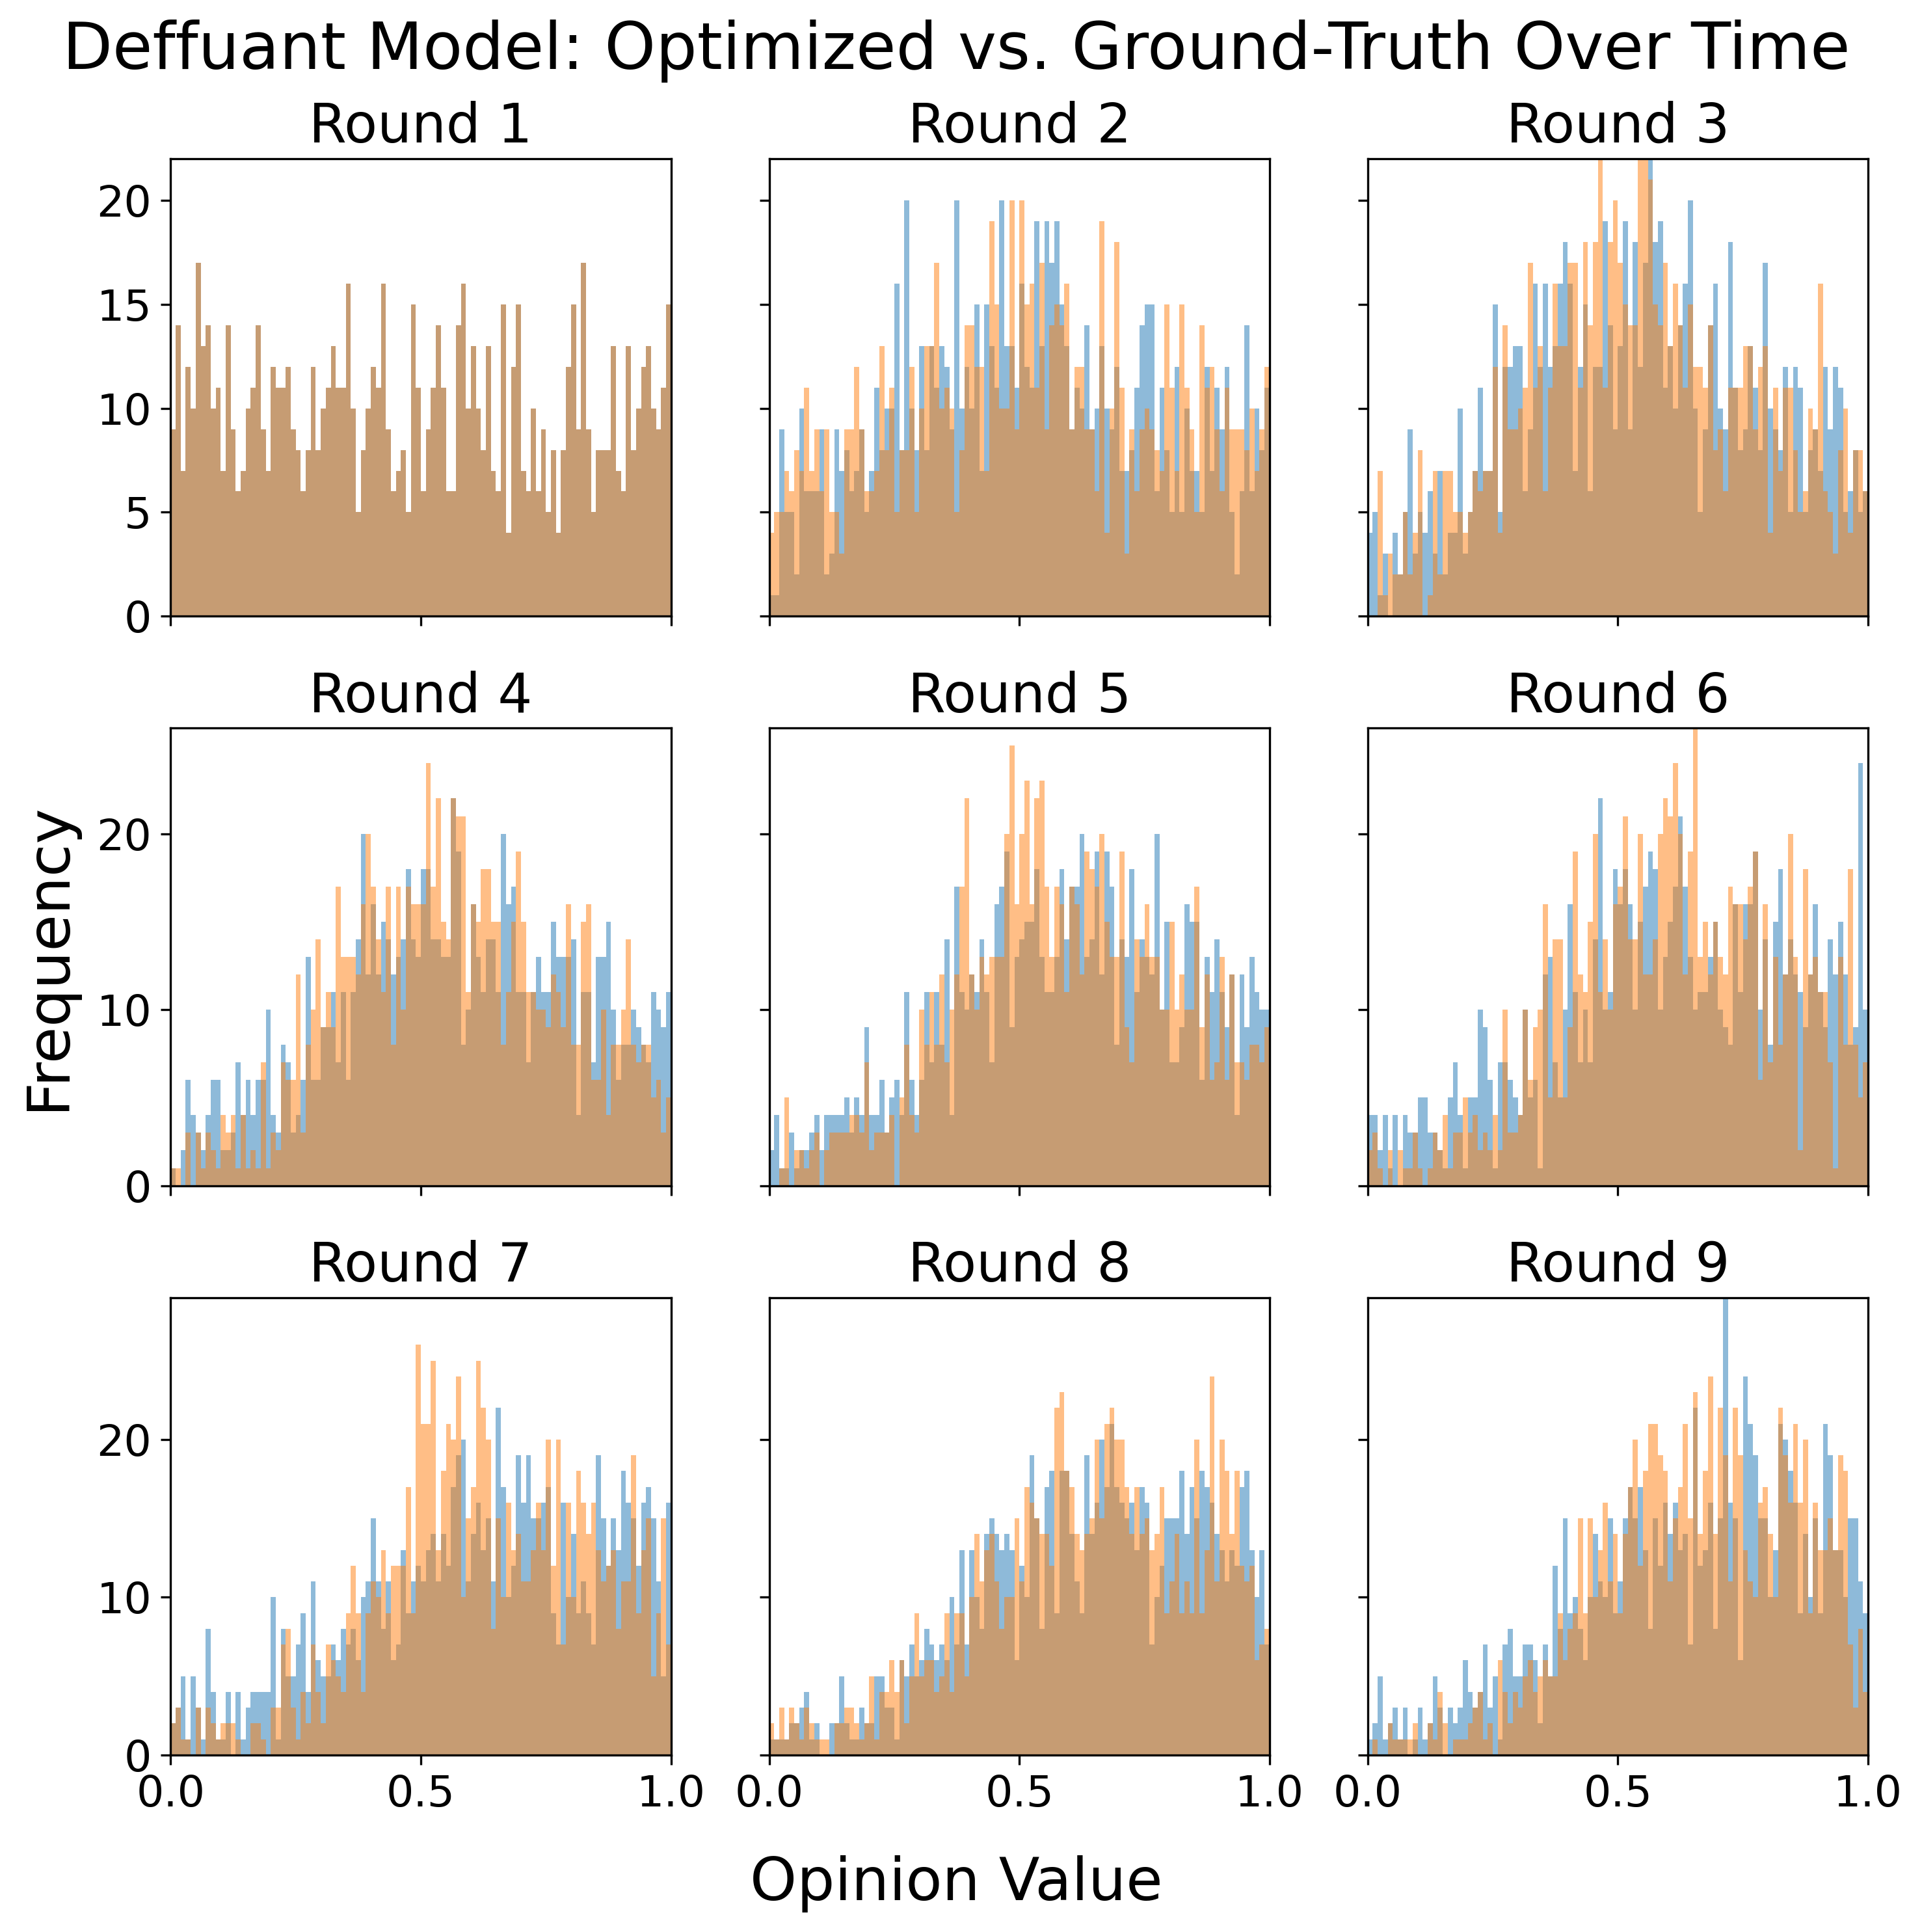 Deffuant Model: Optimized vs. Ground-Truth Over Time
Round 1
Round 2
Round 3
20
15
10
5
0
Round 4
Round 5
Round 6
Frequency
20
10
0
Round 7
Round 8
Round 9
20
10
0
0.0 0.5 1.0
0.0 0.5 1.0
0.0 0.5 1.0
Opinion Value